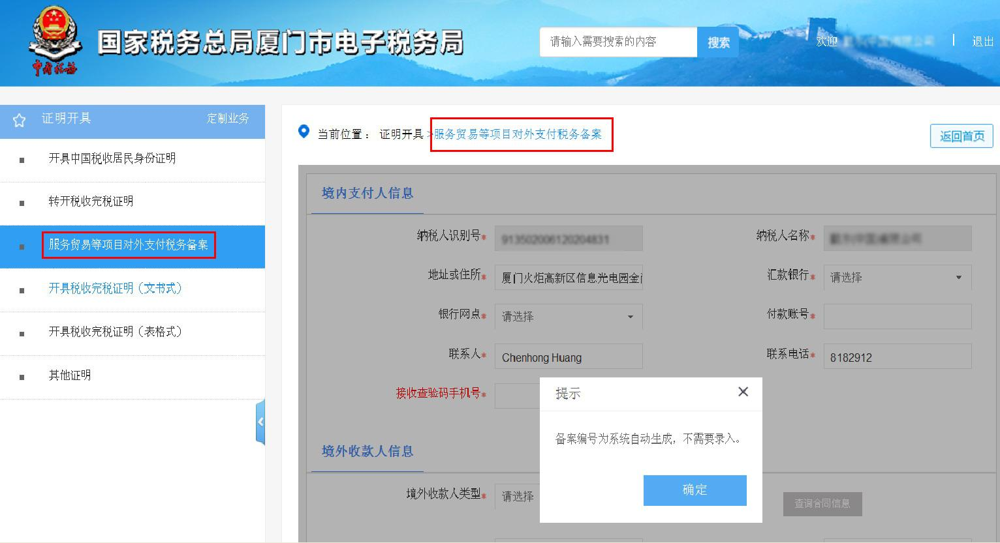 中国税务
国家税务总局厦门市电子税务局
请输入需要搜索的内容
搜索
欢迎
退出
证明开具
定制业务
开具中国税收居民身份证明
转开税收完税证明
服务贸易等项目对外支付税务备案
开具税收完税证明（文书式）
开具税收完税证明（表格式）
其他证明
当前位置： 证明开具 >服务贸易等项目对外支付税务备案
返回首页
境内支付人信息
纳税人识别号*
纳税人名称*
地址或住所* 厦门火炬高新区信息光电园金
汇款银行* 请选择
银行网点* 请选择
付款账号*
联系人* Chenhong Huang
联系电话* 8182912
接收查验码手机号*
提示
备案编号为系统自动生成，不需要录入。
确定
境外收款人信息
境外收款人类型* 请选择
查询合同信息